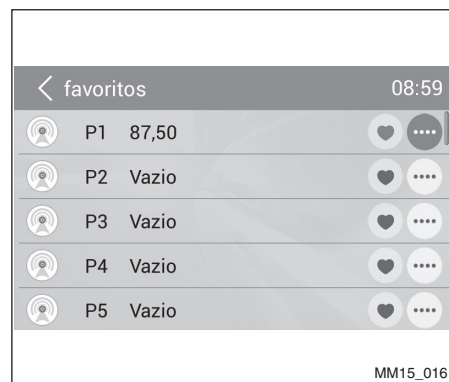 favoritos 08:59
P1 87,50
P2 Vazio
P3 Vazio
P4 Vazio
P5 Vazio
MM15_016